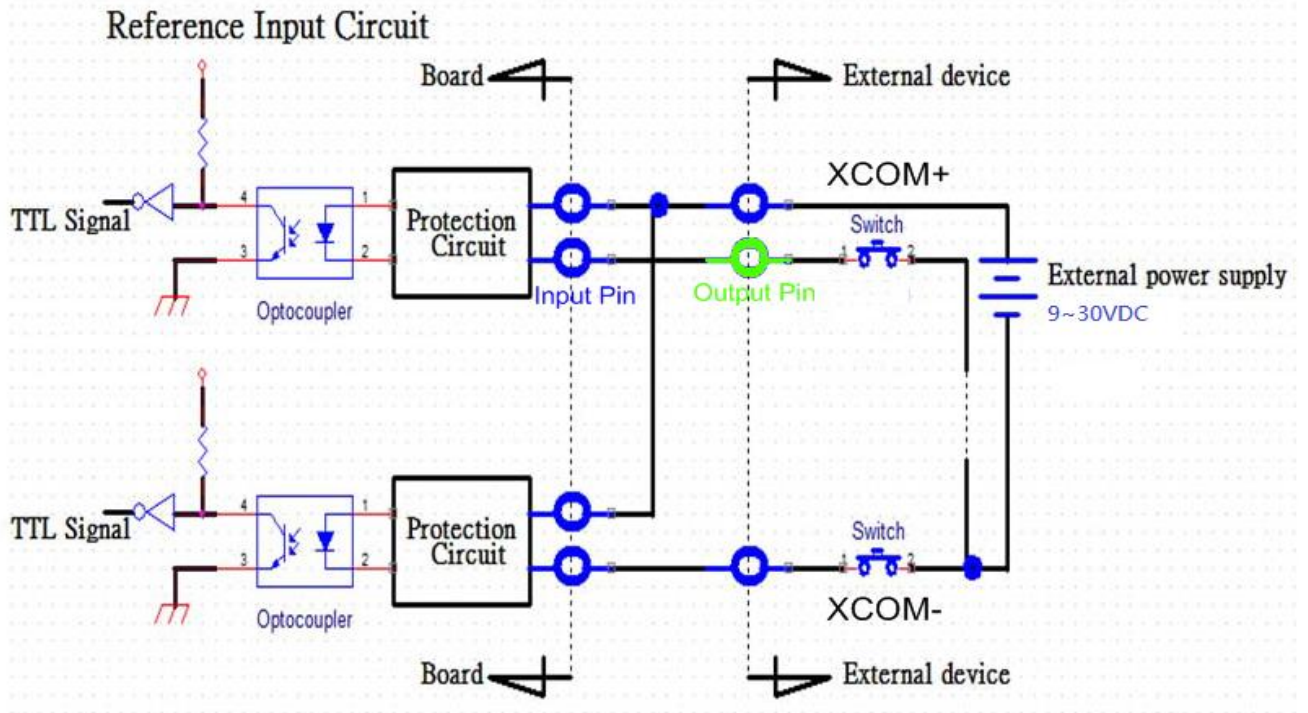 Reference Input Circuit
Board
External device
XCOM+
Switch
4
1
1
2
TTL Signal
Protection
Circuit
3
2
Input Pin
Output Pin
External power supply
Optocoupler
9~30VDC
4
1
Switch
TTL Signal
Protection
Circuit
1
2
3
2
Optocoupler
XCOM-
Board
External device